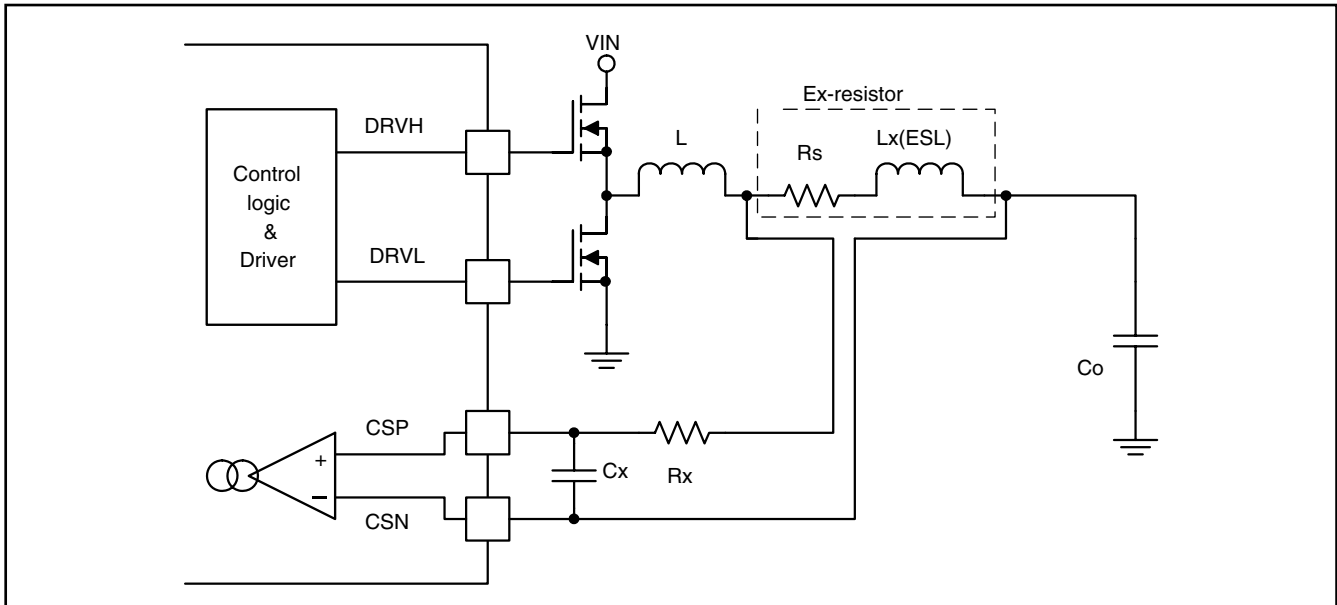 VIN
Ex-resistor
DRVH
L
Rs
Lx(ESL)
Control
logic
&
Driver
DRVL
Co
CSP
+
Cx
Rx
−
CSN